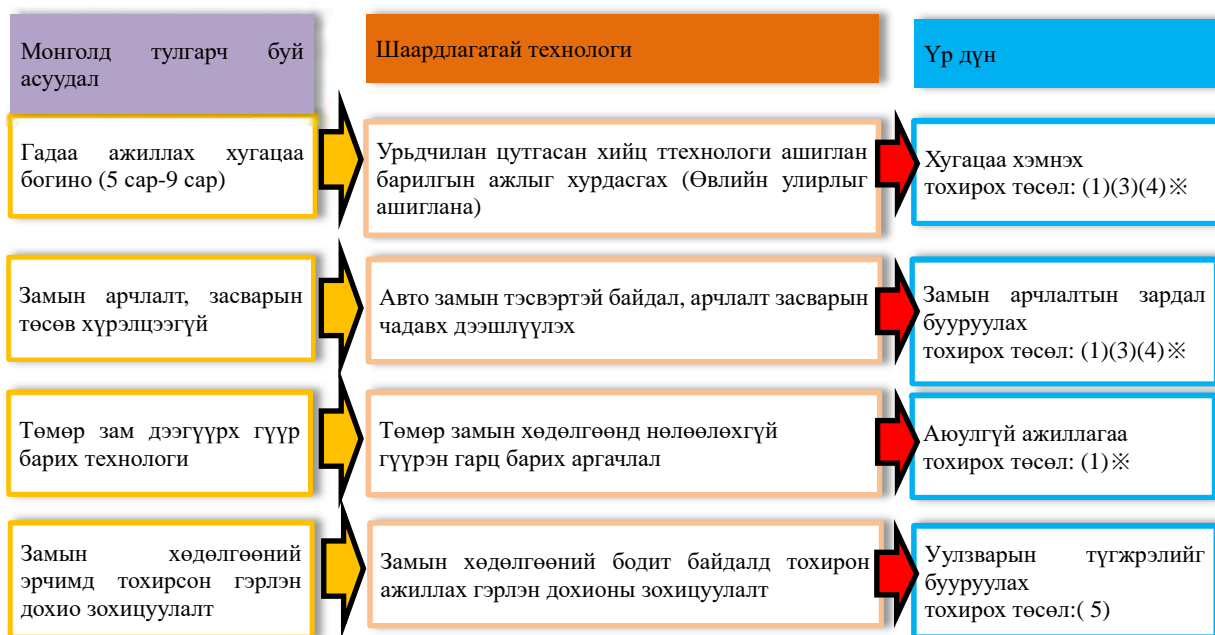 Монголд тулгарч буй
асуудал
Шаардлагатай технологи
Үр дүн
Гадаа ажиллах хугацаа
богино (5 сар-9 сар)
Урьдчилан цутгасан хийц ттехнологи ашиглан
барилгын ажлыг хурдасгах (Өвлийн улирлыг
ашиглана)
Хугацаа хэмнэх
тохирох төсөл: (1)(3)(4)※
Замын арчлалт, засварын
төсөв хүрэлцээгүй
Авто замын тэсвэртэй байдал, арчлалт засварын
чадавх дээшлүүлэх
Замын арчлалтын зардал
бууруулах
тохирох төсөл: (1)(3)(4)※
Төмөр зам дээгүүрх гүүр
барих технологи
Төмөр замын хөдөлгөөнд нөлөөлөхгүй
гүүрэн гарц барих аргачлал
Аюулгүй ажиллагаа
тохирох төсөл: (1)※
Замын хөдөлгөөний
эрчимд тохирсон гэрлэн
дохио зохицуулалт
Замын хөдөлгөөний бодит байдалд тохирон
ажиллах гэрлэн дохионы зохицуулалт
Уулзварын түгжрэлийг
бууруулах
тохирох төсөл:( 5)